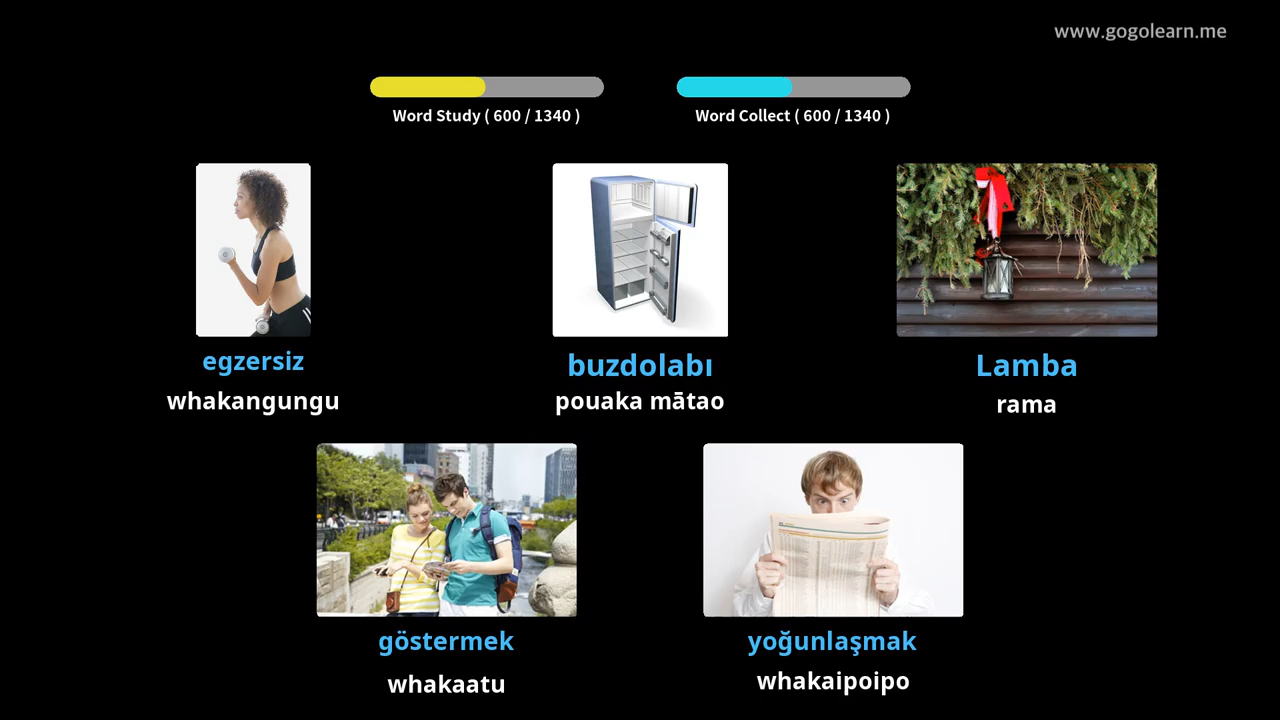 www.gogolearn.me
Word Study ( 600 / 1340 )
Word Collect ( 600 / 1340 )
egzersiz
whakangungu
buzdolabı
pouaka mātao
Lamba
rama
göstermek
whakaatu
yoğunlaşmak
whakaipoipo